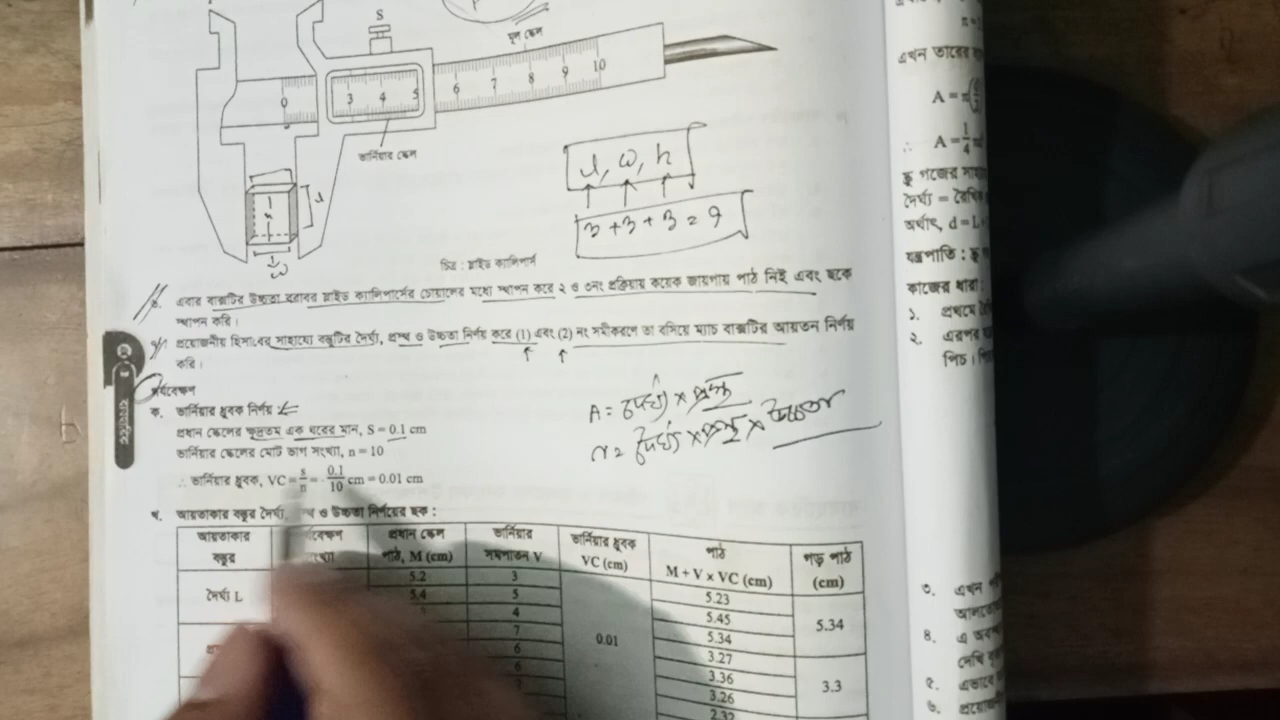 S
মূল স্কেল
0 3 4 5 6 7 8 9 10
ভার্নিয়ার স্কেল
l, w, h
3 + 3 + 3 = 9
w
চিত্র : স্লাইড ক্যালিপার্স
এবার বাক্সটির উচ্চতা বরাবর স্লাইড ক্যালিপার্সের চোয়ালের মধ্যে স্থাপন করে ২ ও ৩নং প্রক্রিয়ায় কয়েক জায়গায় পাঠ নিই এবং ছকে
স্থাপন করি।
প্রয়োজনীয় হিসাবের সাহায্যে বস্তুটির দৈর্ঘ্য, প্রস্থ ও উচ্চতা নির্ণয় করে (1) এবং (2) নং সমীকরণে তা বসিয়ে ম্যাচ বাক্সটির আয়তন নির্ণয়
করি।
পর্যবেক্ষণ
ক. ভার্নিয়ার ধ্রুবক নির্ণয়
প্রধান স্কেলের ক্ষুদ্রতম এক ঘরের মান, S = 0.1 cm
ভার্নিয়ার স্কেলের মোট ভাগ সংখ্যা, n = 10
∴ ভার্নিয়ার ধ্রুবক, VC = s/n = 0.1/10 cm = 0.01 cm
A = দৈর্ঘ্য × প্রস্থ
v = দৈর্ঘ্য × প্রস্থ × উচ্চতা
খ. আয়তাকার বস্তুর দৈর্ঘ্য, ও উচ্চতা নির্ণয়ের ছক :
আয়তাকার প্রধান স্কেল ভার্নিয়ার ভার্নিয়ার ধ্রুবক পাঠ গড় পাঠ
বস্তুর পাঠ, M (cm) সমপাতন V VC (cm) M + V × VC (cm) (cm)
দৈর্ঘ্য L 5.2 3 0.01 5.23 5.34
5.4 5 5.45
4 5.34
7 3.27 3.3
6 3.36
6 3.26
2.32
এখন তারের
A = 1/4
স্ক্রু গজের
দৈর্ঘ্য =
অর্থাৎ, d = L
যন্ত্রপাতি :
কাজের ধারা
১. প্রথমে
২. এরপর
পিচ।
৩. এখন
৪. এ
দেখি
৫. এভাবে
৬.